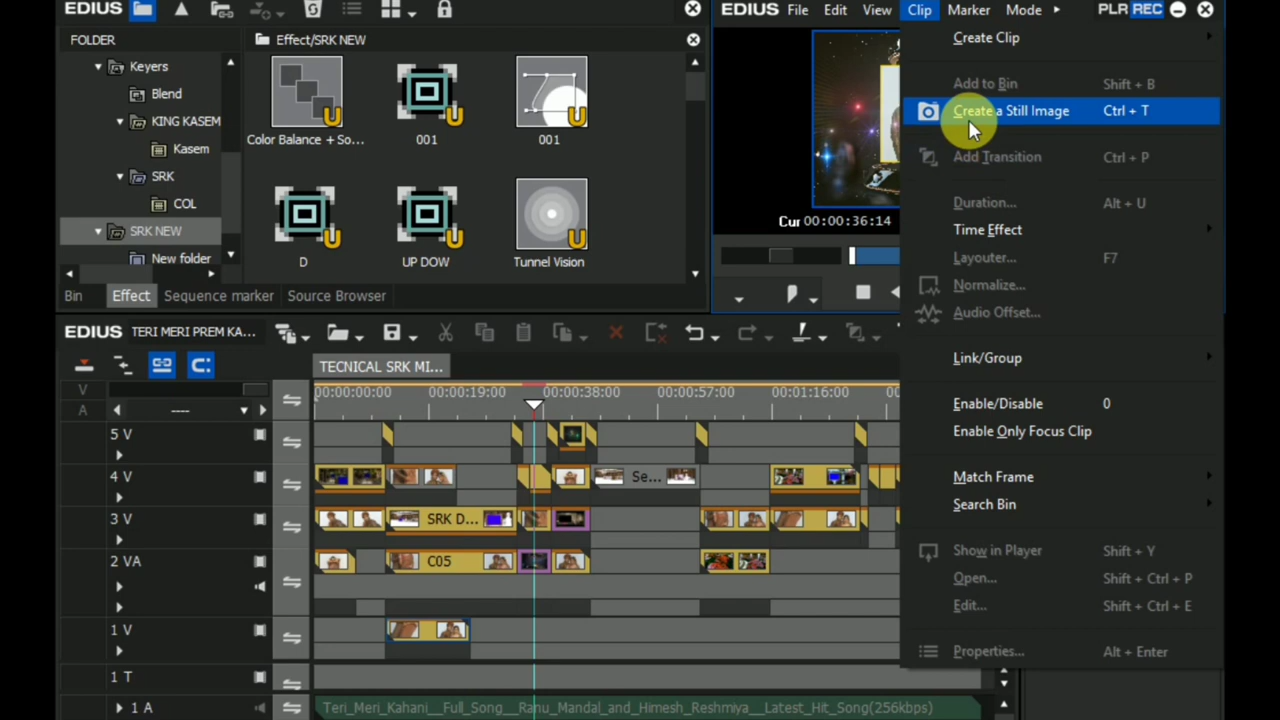 EDIUS
FOLDER
Keyers
Blend
KING KASEM
Kasem
SRK
COL
SRK NEW
New folder
Effect/SRK NEW
Color Balance + So...
001
001
D
UP DOW
Tunnel Vision
Bin
Effect
Sequence marker
Source Browser
EDIUS File Edit View Clip Marker Mode PLR REC
00:00:36:14
Create Clip
Add to Bin Shift + B
Create a Still Image Ctrl + T
Add Transition Ctrl + P
Duration... Alt + U
Time Effect
Layouter... F7
Normalize...
Audio Offset...
Link/Group
Enable/Disable 0
Enable Only Focus Clip
Match Frame
Search Bin
Show in Player Shift + Y
Open... Shift + Ctrl + P
Edit... Shift + Ctrl + E
Properties... Alt + Enter
EDIUS TERI MERI PREM KA...
TECNICAL SRK MI...
V
A
----
00:00:00:00 00:00:19:00 00:00:38:00 00:00:57:00 00:01:16:00
5 V
4 V
Se...
3 V
SRK D...
2 VA
C05
1 V
1 T
1 A
Teri_Meri_Kahani__Full_Song__Ranu_Mandal_and_Himesh_Reshmiya__Latest_Hit_Song(256kbps)